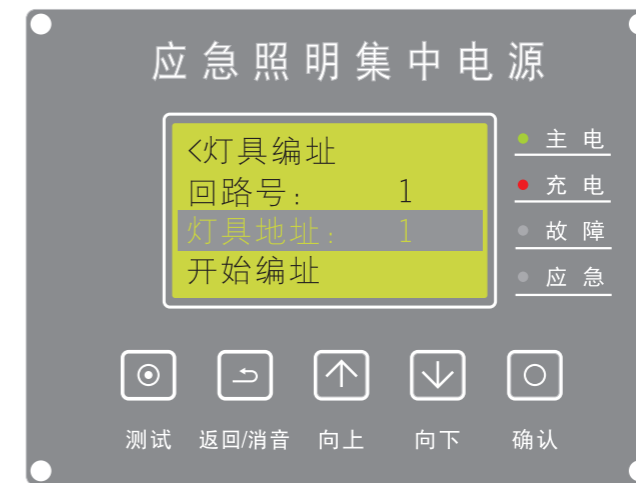 应急照明集中电源
<灯具编址
回路号： 1
灯具地址： 1
开始编址
主电
充电
故障
应急
测试 返回/消音 向上 向下 确认